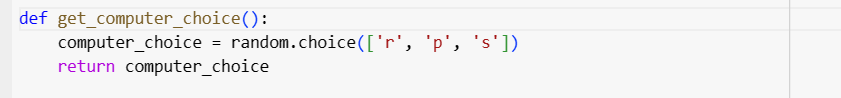 def get_computer_choice():
    computer_choice = random.choice(['r', 'p', 's'])
    return computer_choice